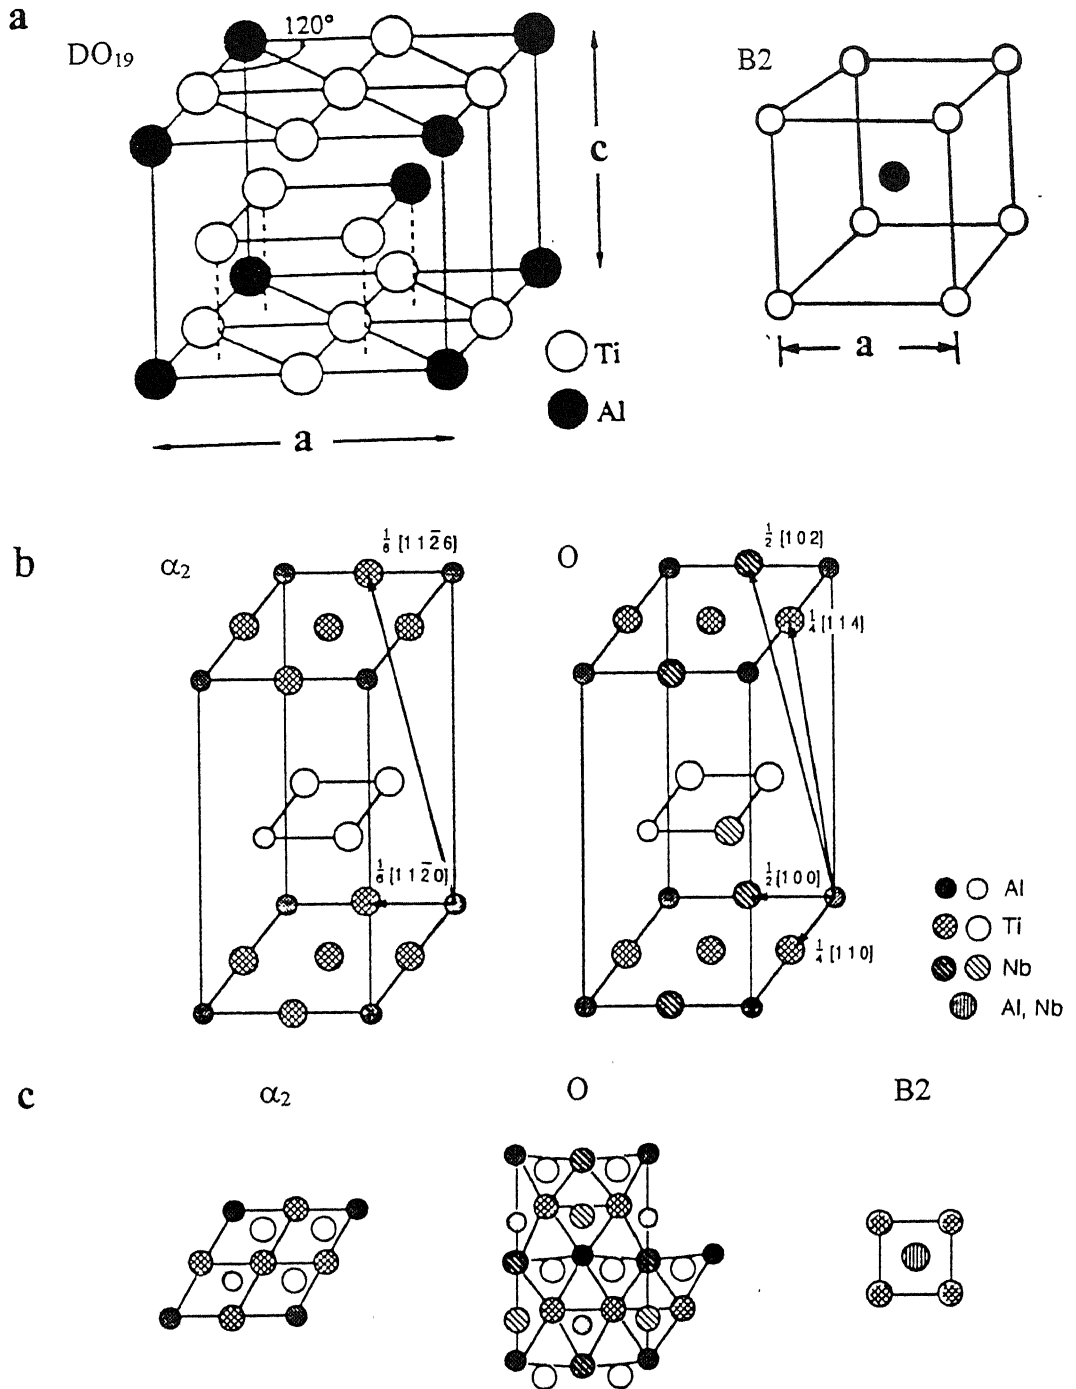 a
DO₁₉
120°
B2
c
Ti
Al
a
a
b
α₂
1/6 [1 1 2̅ 6]
O
1/2 [1 0 2]
1/4 [1 1 4]
1/6 [1 1 2̅ 0]
1/2 [1 0 0]
1/4 [1 1 0]
Al
Ti
Nb
Al, Nb
c
α₂
O
B2